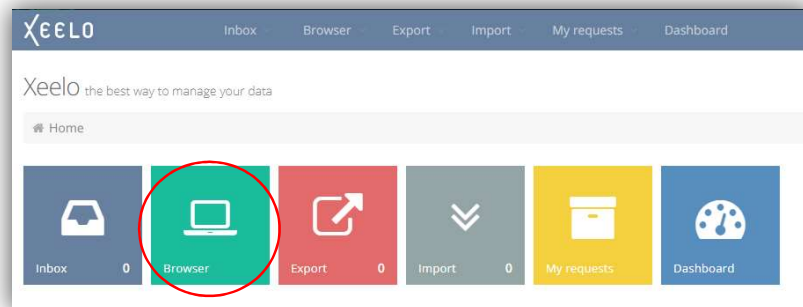 XEELO Inbox Browser Export Import My requests Dashboard
Xeelo the best way to manage your data
Home
Inbox 0 Browser Export 0 Import 0 My requests Dashboard